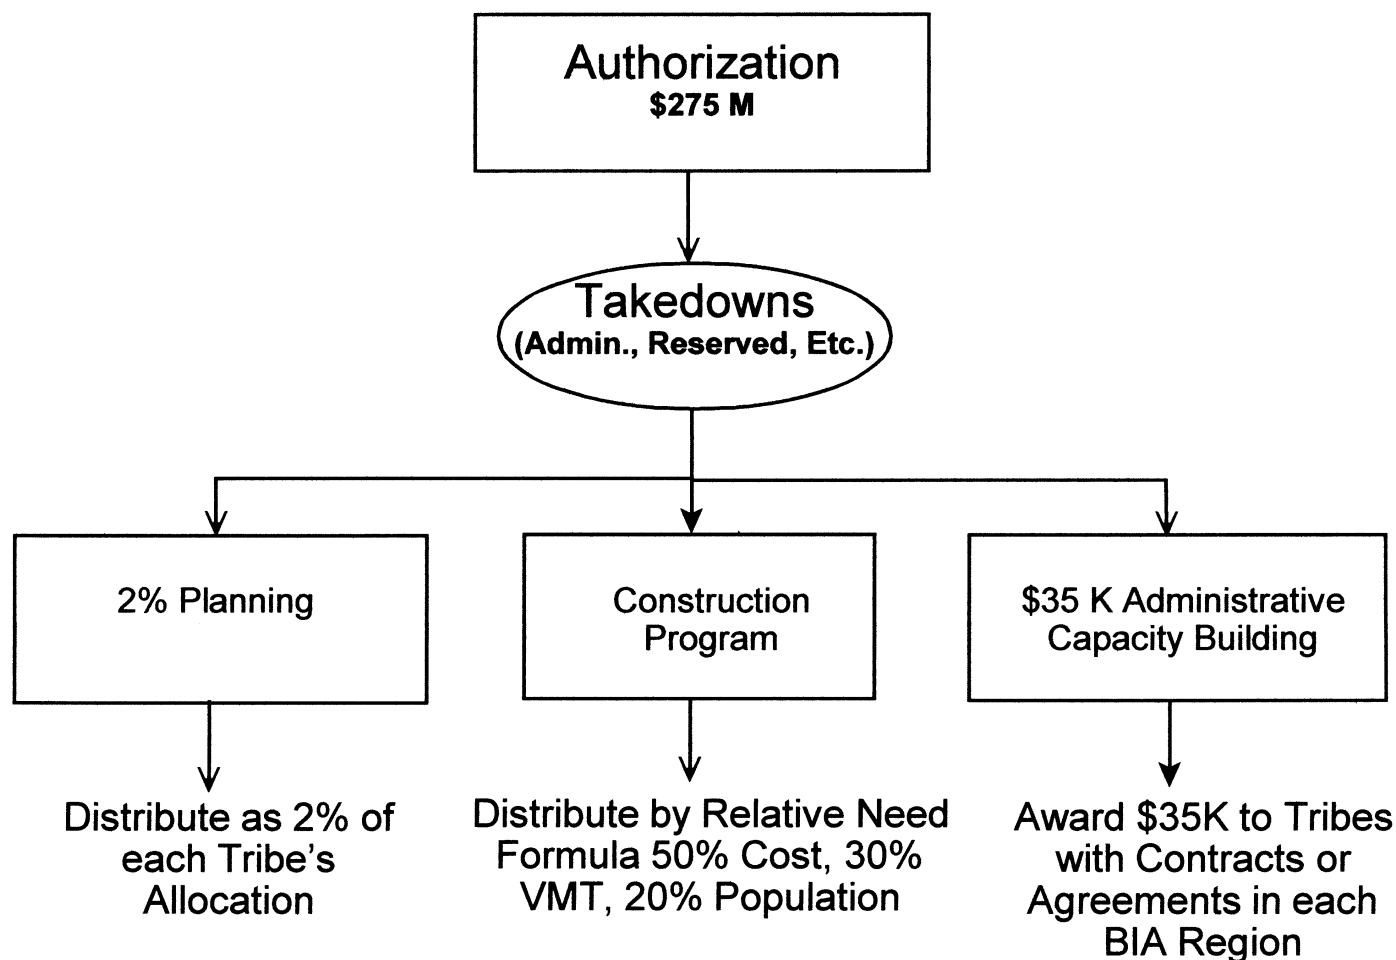 Authorization
$275 M
Takedowns
(Admin., Reserved, Etc.)
2% Planning
Construction
Program
$35 K Administrative
Capacity Building
Distribute as 2% of
each Tribe's
Allocation
Distribute by Relative Need
Formula 50% Cost, 30%
VMT, 20% Population
Award $35K to Tribes
with Contracts or
Agreements in each
BIA Region